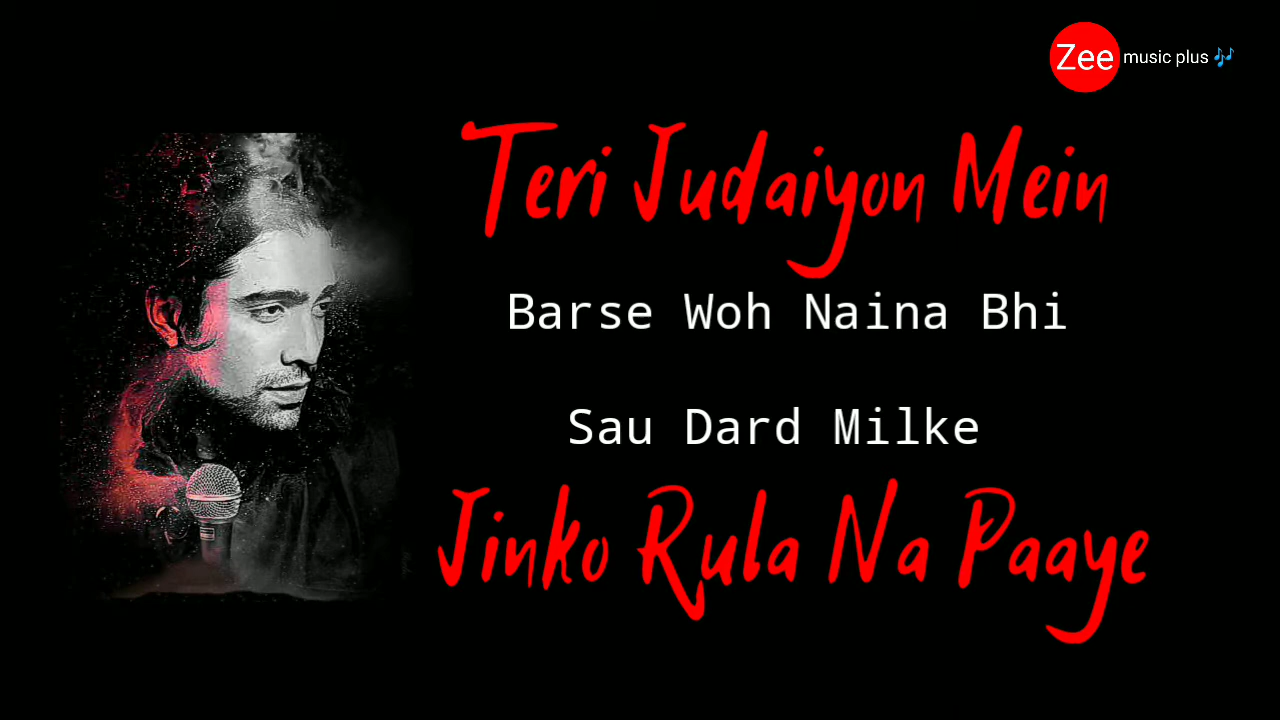 Zee music plus 🎶
Teri Judaiyon Mein
Barse Woh Naina Bhi
Sau Dard Milke
Jinko Rula Na Paaye